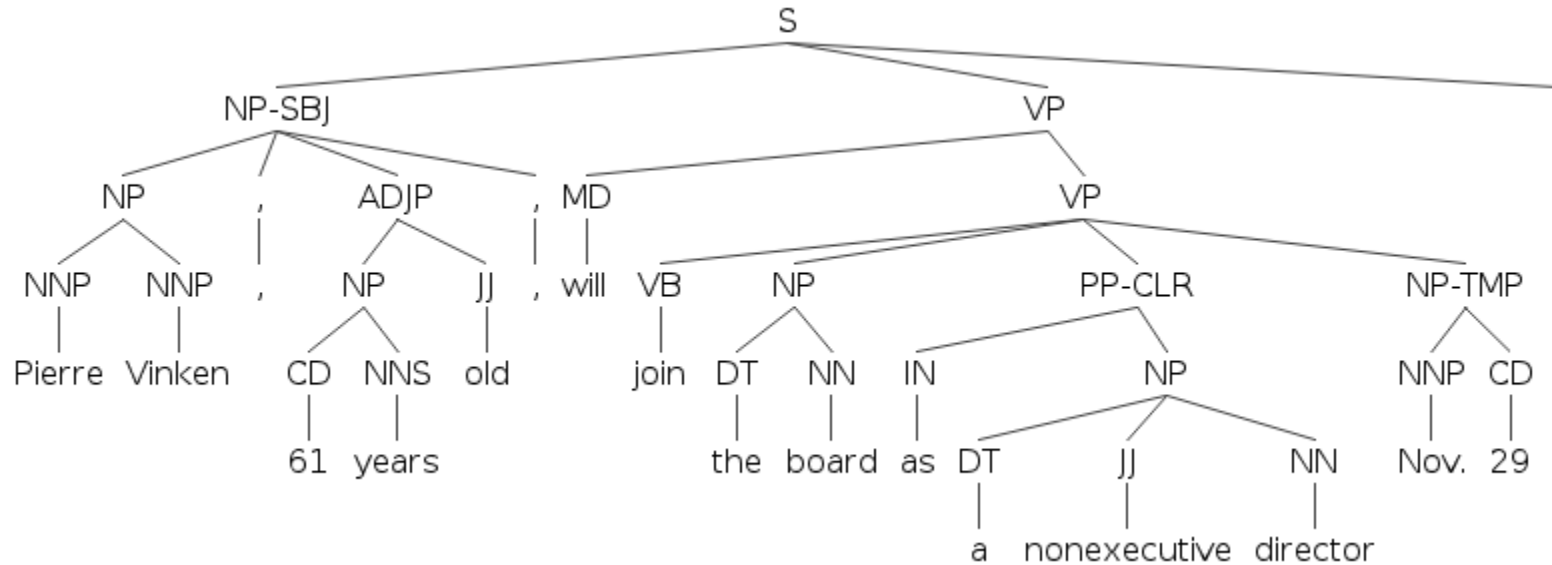 S
NP-SBJ VP
NP , ADJP , MD VP
NNP NNP , NP JJ , will VB NP PP-CLR NP-TMP
Pierre Vinken CD NNS old join DT NN IN NP NNP CD
61 years the board as DT JJ NN Nov. 29
a nonexecutive director